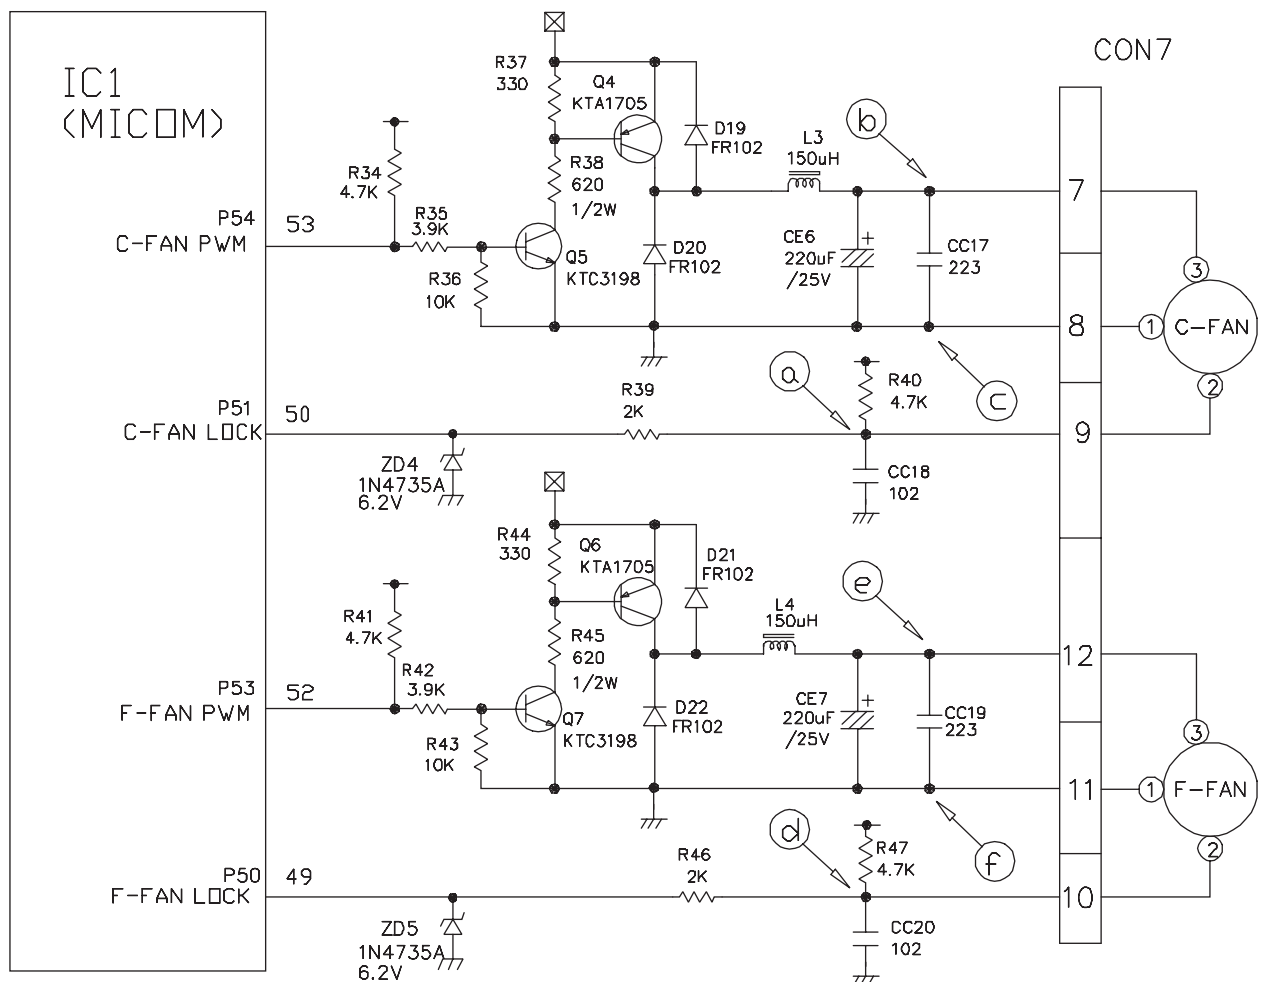 IC1
(MICOM)
CON7
R37
330
Q4
KTA1705
D19
FR102
L3
150uH
b
R34
4.7K
R38
620
1/2W
7
P54
53
C-FAN PWM
R35
3.9K
Q5
KTC3198
R36
10K
D20
FR102
CE6
220uF
/25V
+
CC17
223
3
8
1
C-FAN
2
a
R40
4.7K
c
P51
50
C-FAN LOCK
R39
2K
9
ZD4
1N4735A
6.2V
CC18
102
R44
330
Q6
KTA1705
D21
FR102
L4
150uH
e
R41
4.7K
R45
620
1/2W
12
P53
52
F-FAN PWM
R42
3.9K
Q7
KTC3198
R43
10K
D22
FR102
CE7
220uF
/25V
+
CC19
223
3
11
1
F-FAN
2
d
R47
4.7K
f
P50
49
F-FAN LOCK
R46
2K
10
ZD5
1N4735A
6.2V
CC20
102